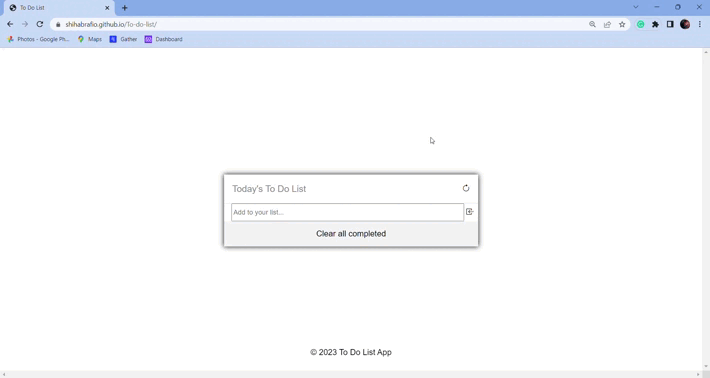 To Do List
shihabrafio.github.io/To-do-list/
Photos - Google Ph...
Maps
Gather
Dashboard
Today's To Do List
Add to your list...
Clear all completed
© 2023 To Do List App